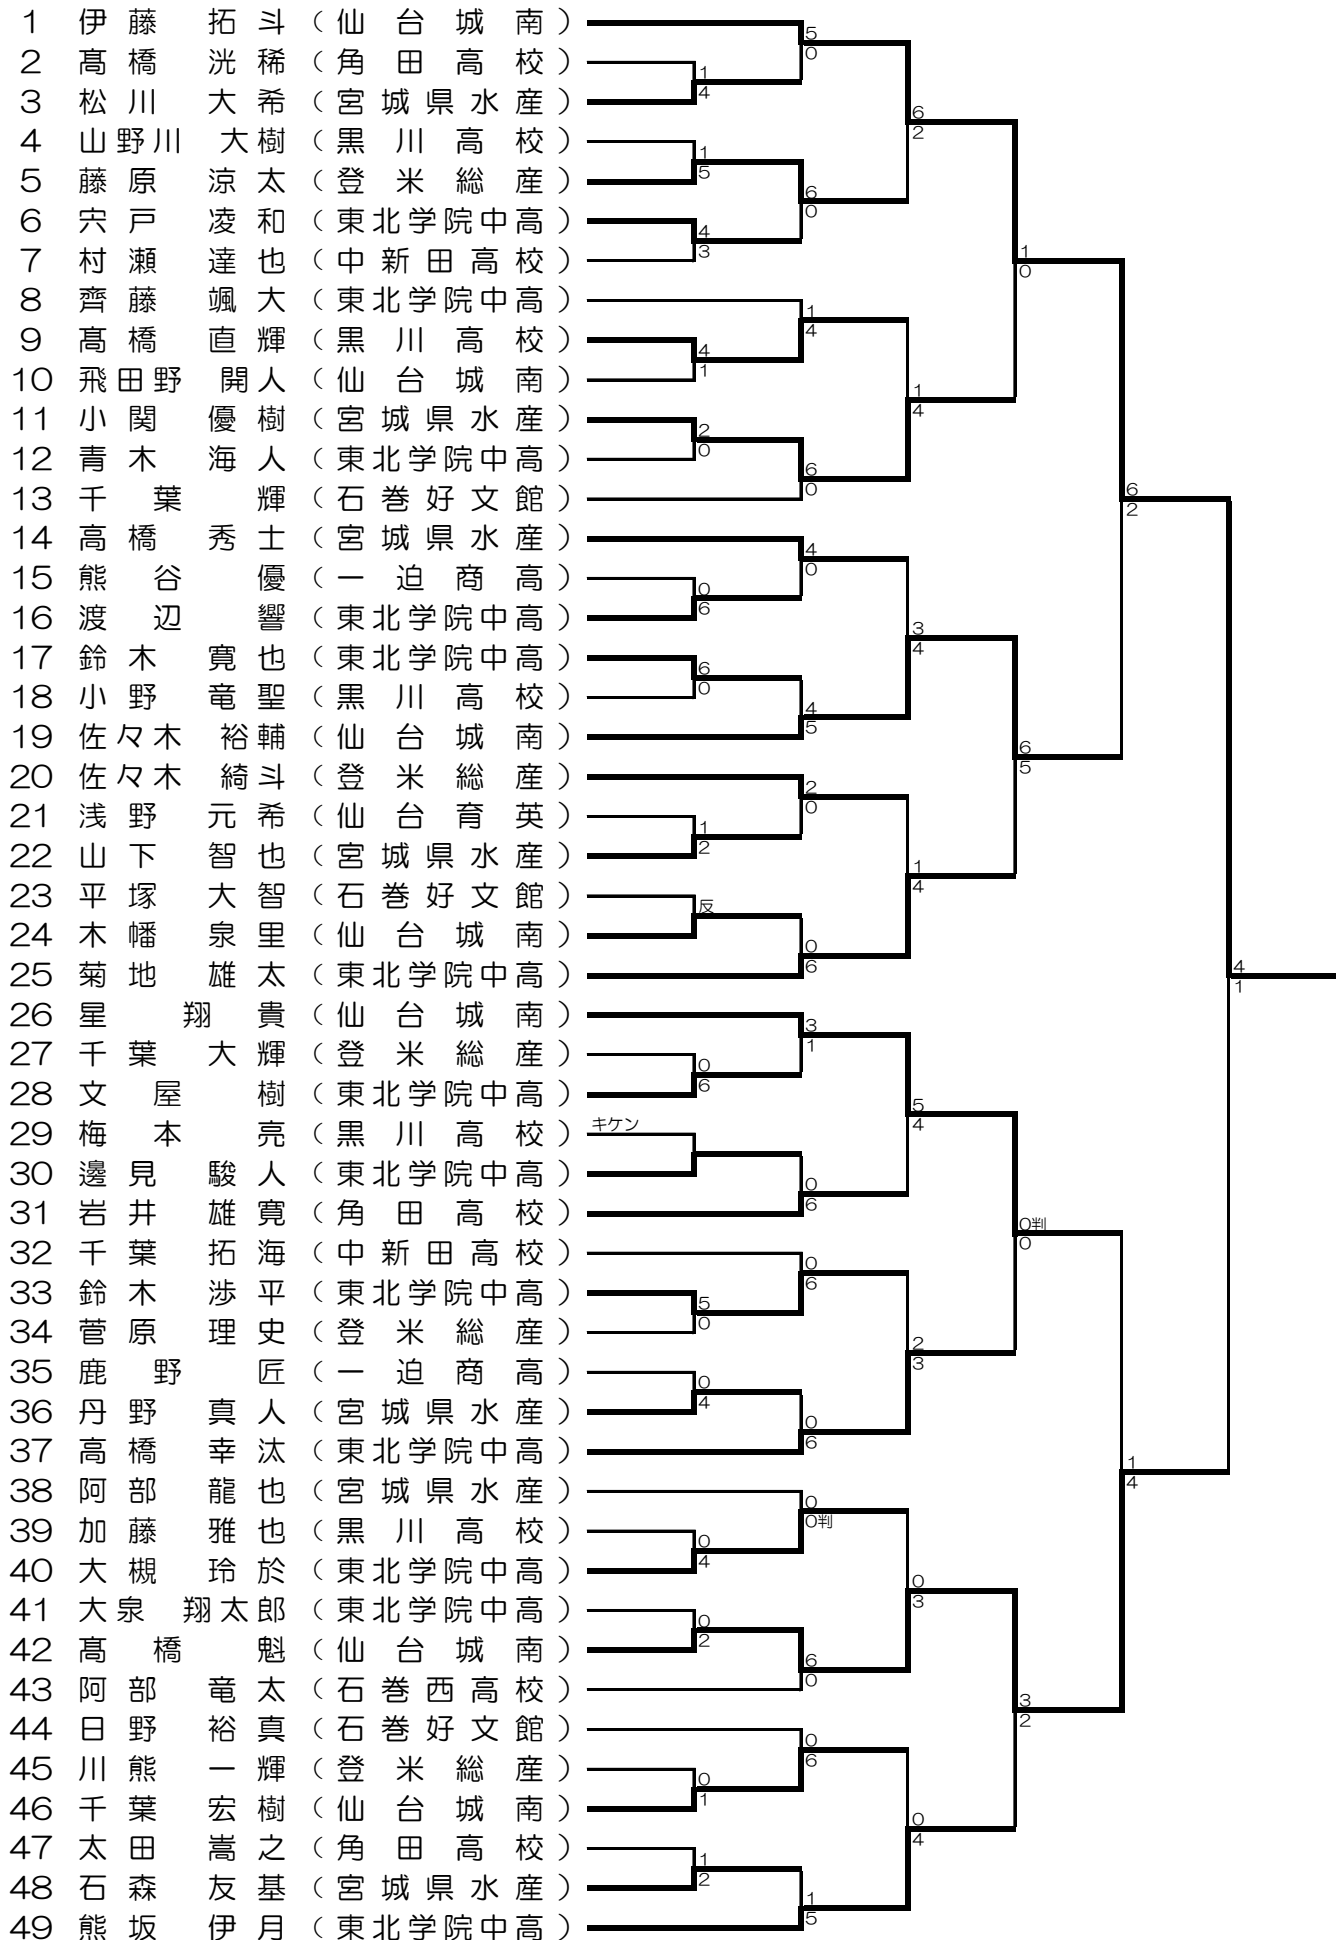 1 伊藤 拓斗 (仙台城南)
5
0
2 髙橋 洸稀 (角田高校)
1
4
3 松川 大希 (宮城県水産)
6
2
4 山野川 大樹 (黒川高校)
1
5
5 藤原 涼太 (登米総産)
6
0
6 宍戸 凌和 (東北学院中高)
4
3
7 村瀬 達也 (中新田高校)
1
0
8 齊藤 颯大 (東北学院中高)
1
4
9 髙橋 直輝 (黒川高校)
4
1
10 飛田野 開人 (仙台城南)
1
4
11 小関 優樹 (宮城県水産)
2
0
12 青木 海人 (東北学院中高)
6
0
13 千葉 輝 (石巻好文館)
6
2
14 高橋 秀士 (宮城県水産)
4
0
15 熊谷 優 (一迫商高)
0
6
16 渡辺 響 (東北学院中高)
3
4
17 鈴木 寛也 (東北学院中高)
6
0
18 小野 竜聖 (黒川高校)
4
5
19 佐々木 裕輔 (仙台城南)
6
5
20 佐々木 綺斗 (登米総産)
2
0
21 浅野 元希 (仙台育英)
1
2
22 山下 智也 (宮城県水産)
1
4
23 平塚 大智 (石巻好文館)
反
24 木幡 泉里 (仙台城南)
0
6
25 菊地 雄太 (東北学院中高)
4
1
26 星 翔貴 (仙台城南)
3
1
27 千葉 大輝 (登米総産)
0
6
28 文屋 樹 (東北学院中高)
5
4
29 梅本 亮 (黒川高校) キケン
30 邊見 駿人 (東北学院中高)
0
6
31 岩井 雄寛 (角田高校)
0判
0
32 千葉 拓海 (中新田高校)
0
6
33 鈴木 渉平 (東北学院中高)
5
0
34 菅原 理史 (登米総産)
2
3
35 鹿野 匠 (一迫商高)
0
4
36 丹野 真人 (宮城県水産)
0
6
37 高橋 幸汰 (東北学院中高)
1
4
38 阿部 龍也 (宮城県水産)
0
0判
39 加藤 雅也 (黒川高校)
0
4
40 大槻 玲於 (東北学院中高)
0
3
41 大泉 翔太郎 (東北学院中高)
0
2
42 髙橋 魁 (仙台城南)
6
0
43 阿部 竜太 (石巻西高校)
3
2
44 日野 裕真 (石巻好文館)
0
6
45 川熊 一輝 (登米総産)
0
1
46 千葉 宏樹 (仙台城南)
0
4
47 太田 嵩之 (角田高校)
1
2
48 石森 友基 (宮城県水産)
1
5
49 熊坂 伊月 (東北学院中高)